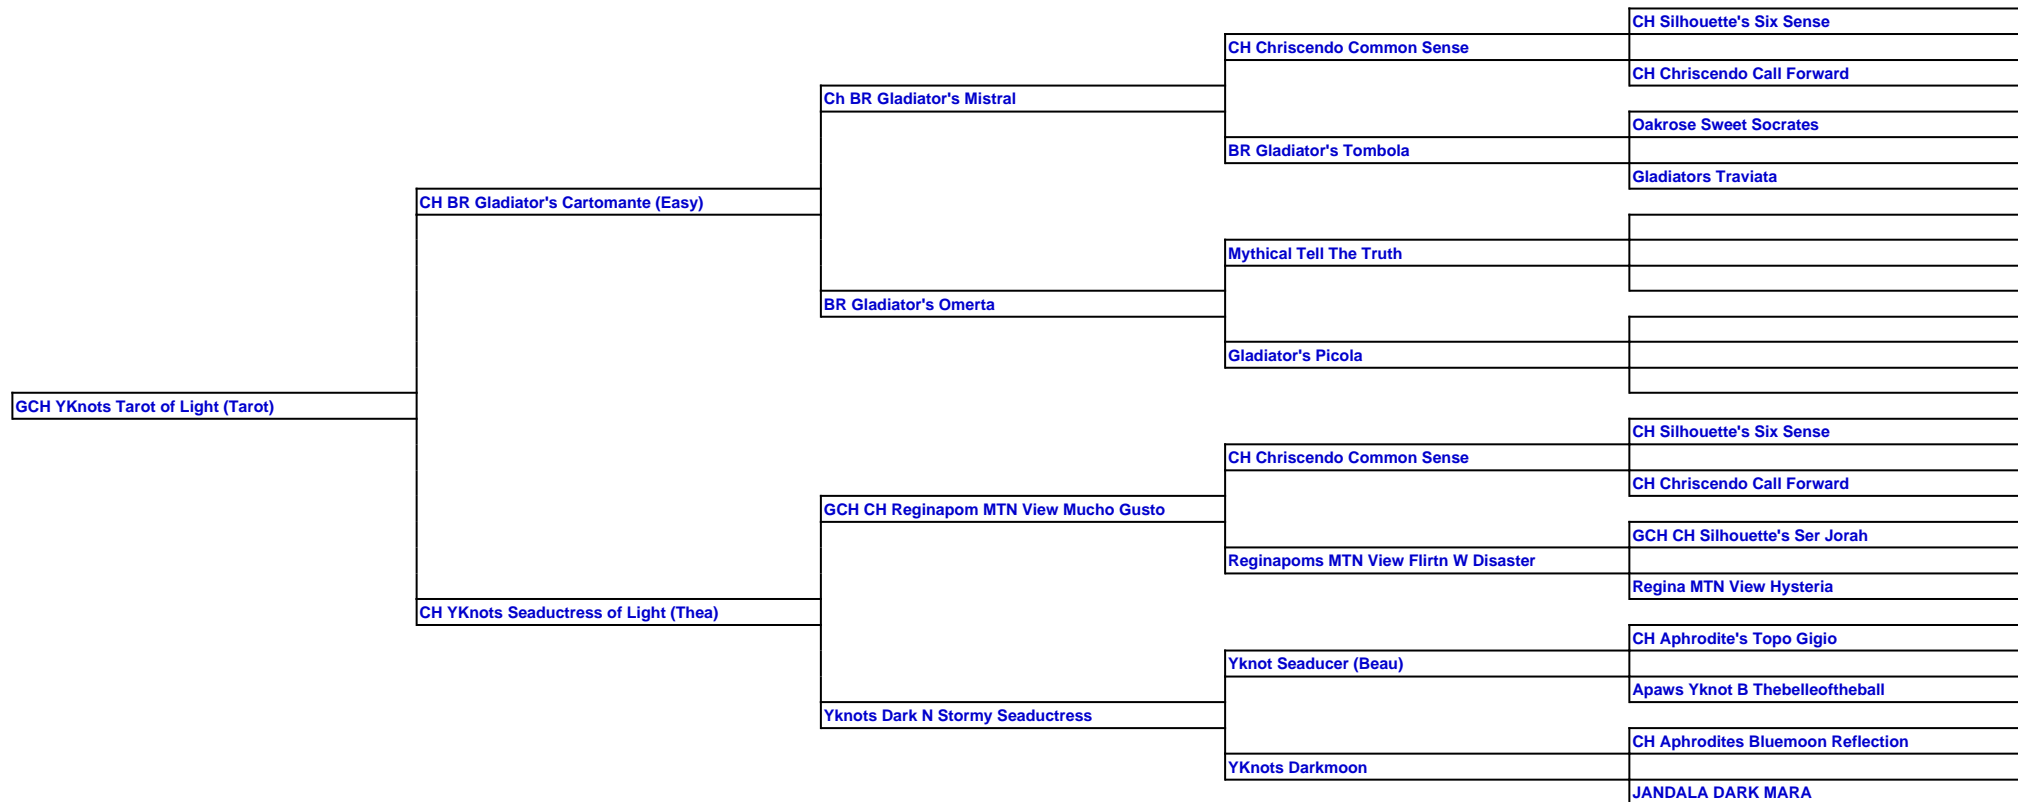 CH Silhouette's Six Sense
CH Chriscendo Common Sense
CH Chriscendo Call Forward
Ch BR Gladiator's Mistral
Oakrose Sweet Socrates
BR Gladiator's Tombola
Gladiators Traviata
CH BR Gladiator's Cartomante (Easy)
Mythical Tell The Truth
BR Gladiator's Omerta
Gladiator's Picola
GCH YKnots Tarot of Light (Tarot)
CH Silhouette's Six Sense
CH Chriscendo Common Sense
CH Chriscendo Call Forward
GCH CH Reginapom MTN View Mucho Gusto
GCH CH Silhouette's Ser Jorah
Reginapoms MTN View Flirtn W Disaster
Regina MTN View Hysteria
CH YKnots Seaductress of Light (Thea)
CH Aphrodite's Topo Gigio
Yknot Seaducer (Beau)
Apaws Yknot B Thebelleoftheball
Yknots Dark N Stormy Seaductress
CH Aphrodites Bluemoon Reflection
YKnots Darkmoon
JANDALA DARK MARA